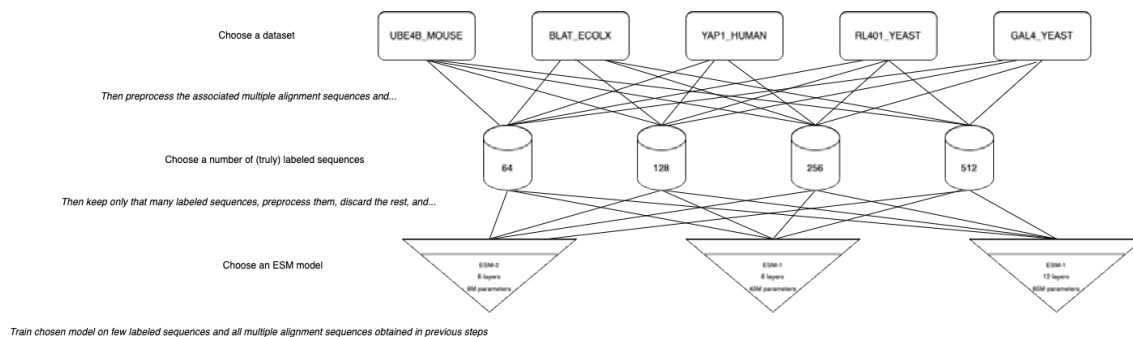 Choose a dataset
UBE4B_MOUSE
BLAT_ECOLX
YAP1_HUMAN
RL401_YEAST
GAL4_YEAST
Then preprocess the associated multiple alignment sequences and...
Choose a number of (truly) labeled sequences
64
128
256
512
Then keep only that many labeled sequences, preprocess them, discard the rest, and...
Choose an ESM model
ESM-2
6 layers
8M parameters
ESM-1
6 layers
43M parameters
ESM-1
12 layers
85M parameters
Train chosen model on few labeled sequences and all multiple alignment sequences obtained in previous steps